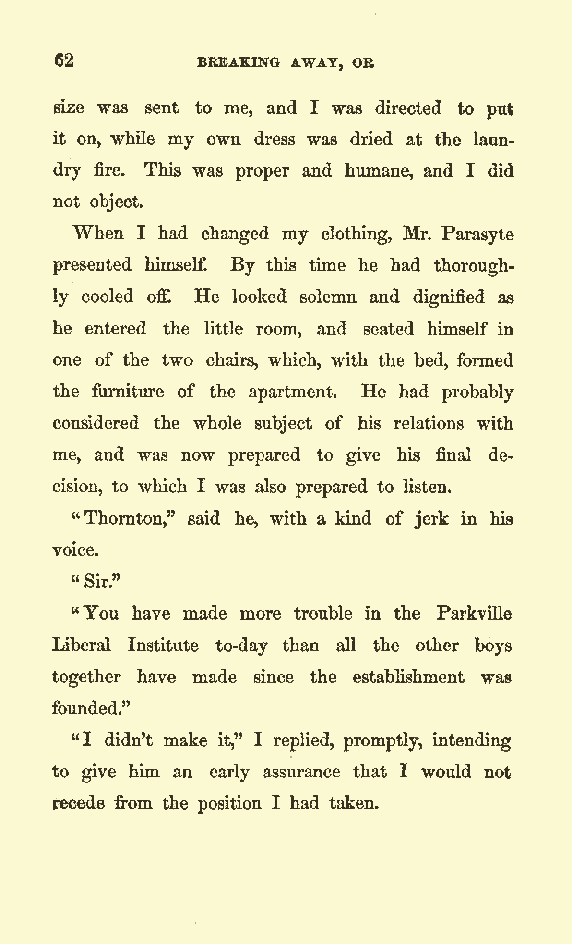 62 BREAKING AWAY, OR
size was sent to me, and I was directed to put
it on, while my own dress was dried at the laun-
dry fire. This was proper and humane, and I did
not object.
When I had changed my clothing, Mr. Parasyte
presented himself. By this time he had thorough-
ly cooled off. He looked solemn and dignified as
he entered the little room, and seated himself in
one of the two chairs, which, with the bed, formed
the furniture of the apartment. He had probably
considered the whole subject of his relations with
me, and was now prepared to give his final de-
cision, to which I was also prepared to listen.
"Thornton," said he, with a kind of jerk in his
voice.
"Sir."
"You have made more trouble in the Parkville
Liberal Institute to-day than all the other boys
together have made since the establishment was
founded."
"I didn't make it," I replied, promptly, intending
to give him an early assurance that I would not
recede from the position I had taken.